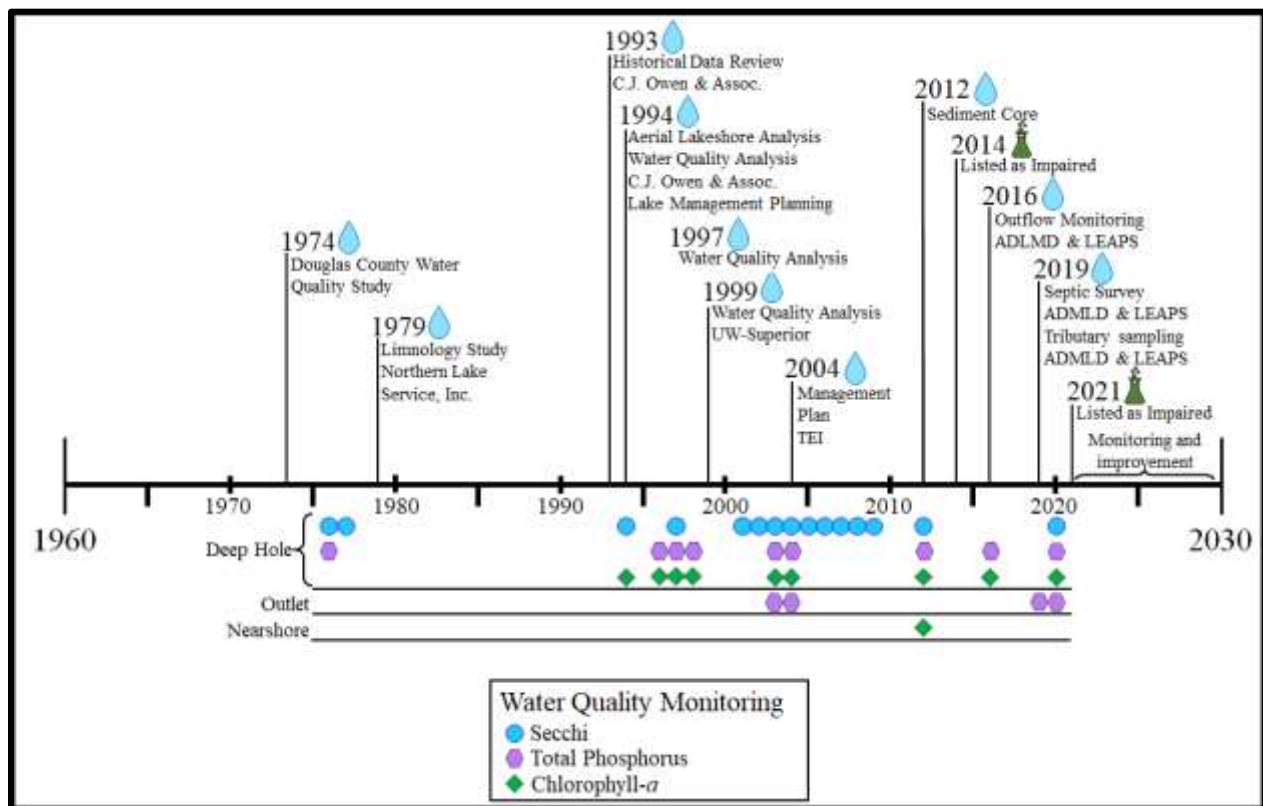 1993
Historical Data Review
C.J. Owen & Assoc.
1994
Aerial Lakeshore Analysis
Water Quality Analysis
C.J. Owen & Assoc.
Lake Management Planning
1974
Douglas County Water
Quality Study
1979
Limnology Study
Northern Lake
Service, Inc.
1997
Water Quality Analysis
1999
Water Quality Analysis
UW-Superior
2004
Management
Plan
TEI
2012
Sediment Core
2014
Listed as Impaired
2016
Outflow Monitoring
ADLMD & LEAPS
2019
Septic Survey
ADMLD & LEAPS
Tributary sampling
ADMLD & LEAPS
2021
Listed as Impaired
Monitoring and
improvement
1960 1970 1980 1990 2000 2010 2020 2030
Deep Hole
Outlet
Nearshore
Water Quality Monitoring
Secchi
Total Phosphorus
Chlorophyll-a